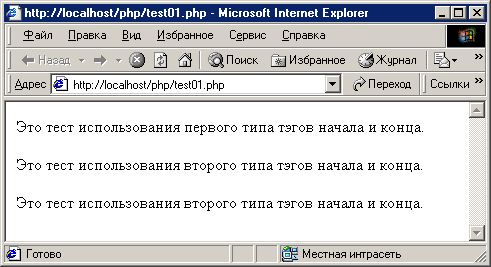 http://localhost/php/test01.php - Microsoft Internet Explorer
Файл Правка Вид Избранное Сервис Справка
Назад Поиск Избранное Журнал »
Адрес http://localhost/php/test01.php Переход Ссылки »
Это тест использования первого типа тэгов начала и конца.
Это тест использования второго типа тэгов начала и конца.
Это тест использования второго типа тэгов начала и конца.
Готово Местная интрасеть